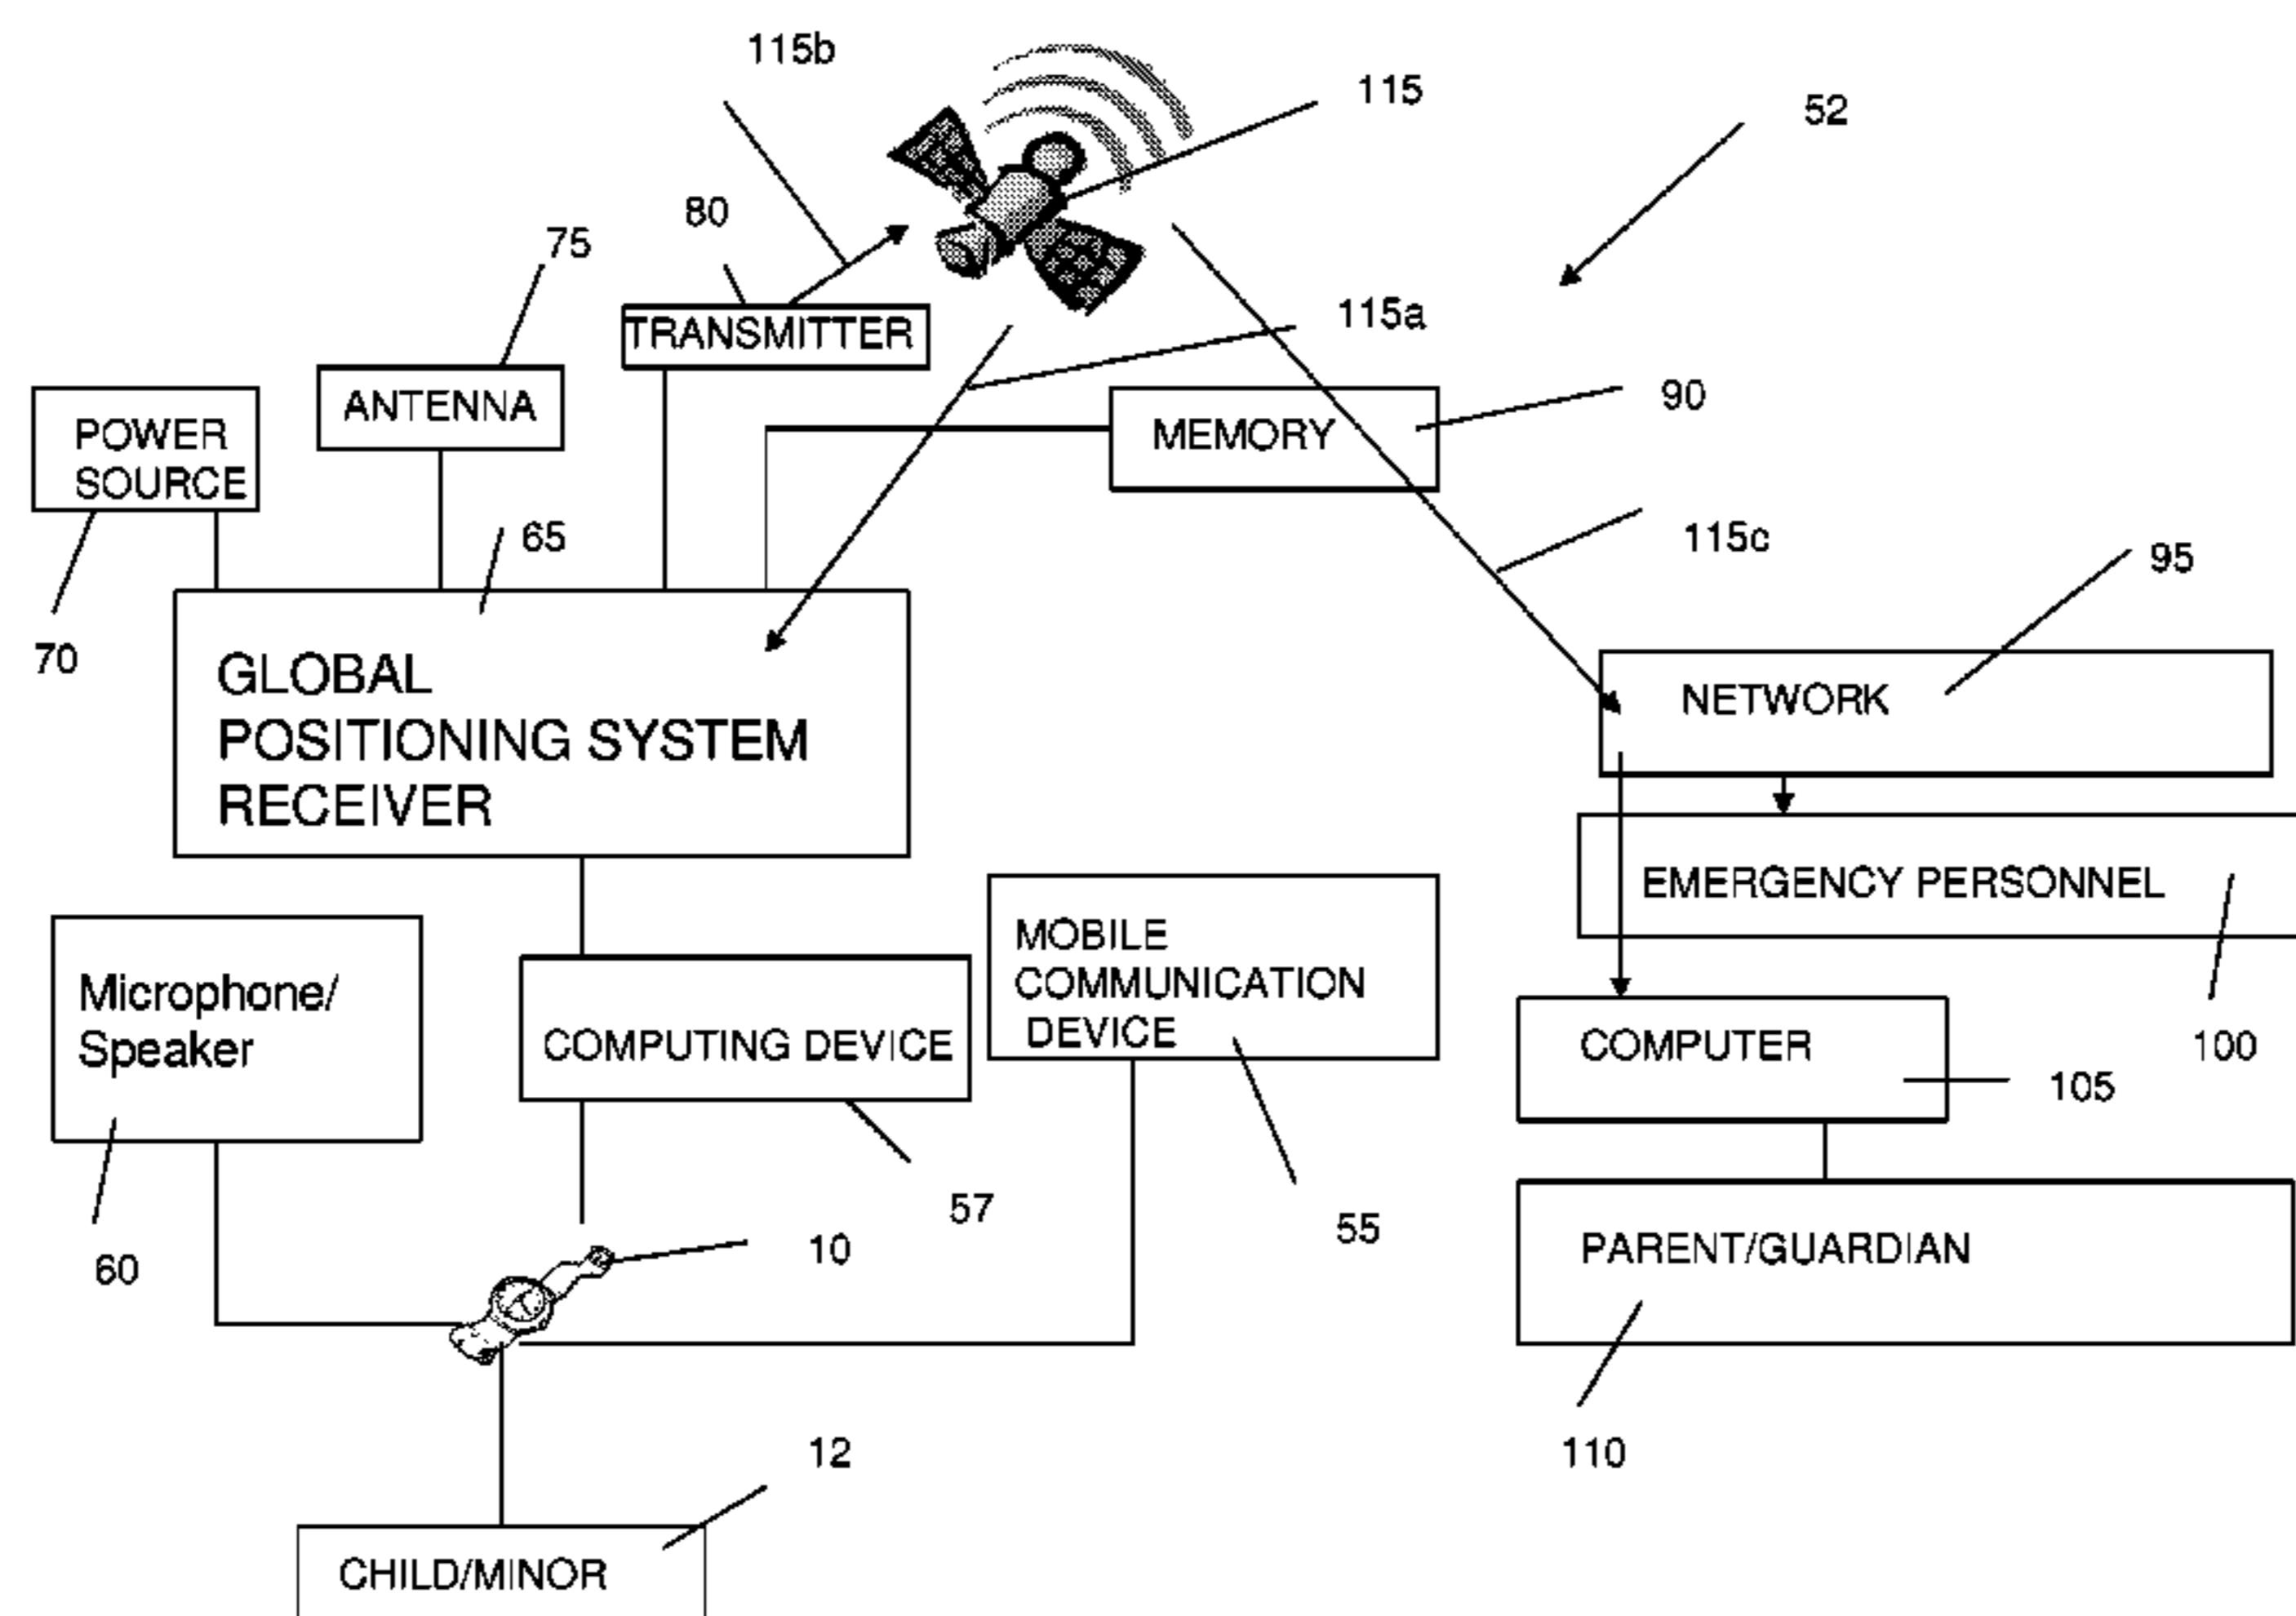 115b
115
52
80
75
115a
TRANSMITTER
90
ANTENNA
POWER
SOURCE
MEMORY
65
115c
95
70
GLOBAL
POSITIONING SYSTEM
RECEIVER
NETWORK
EMERGENCY PERSONNEL
100
Microphone/
Speaker
60
COMPUTING DEVICE
57
MOBILE
COMMUNICATION
DEVICE
55
COMPUTER
105
10
PARENT/GUARDIAN
110
12
CHILD/MINOR